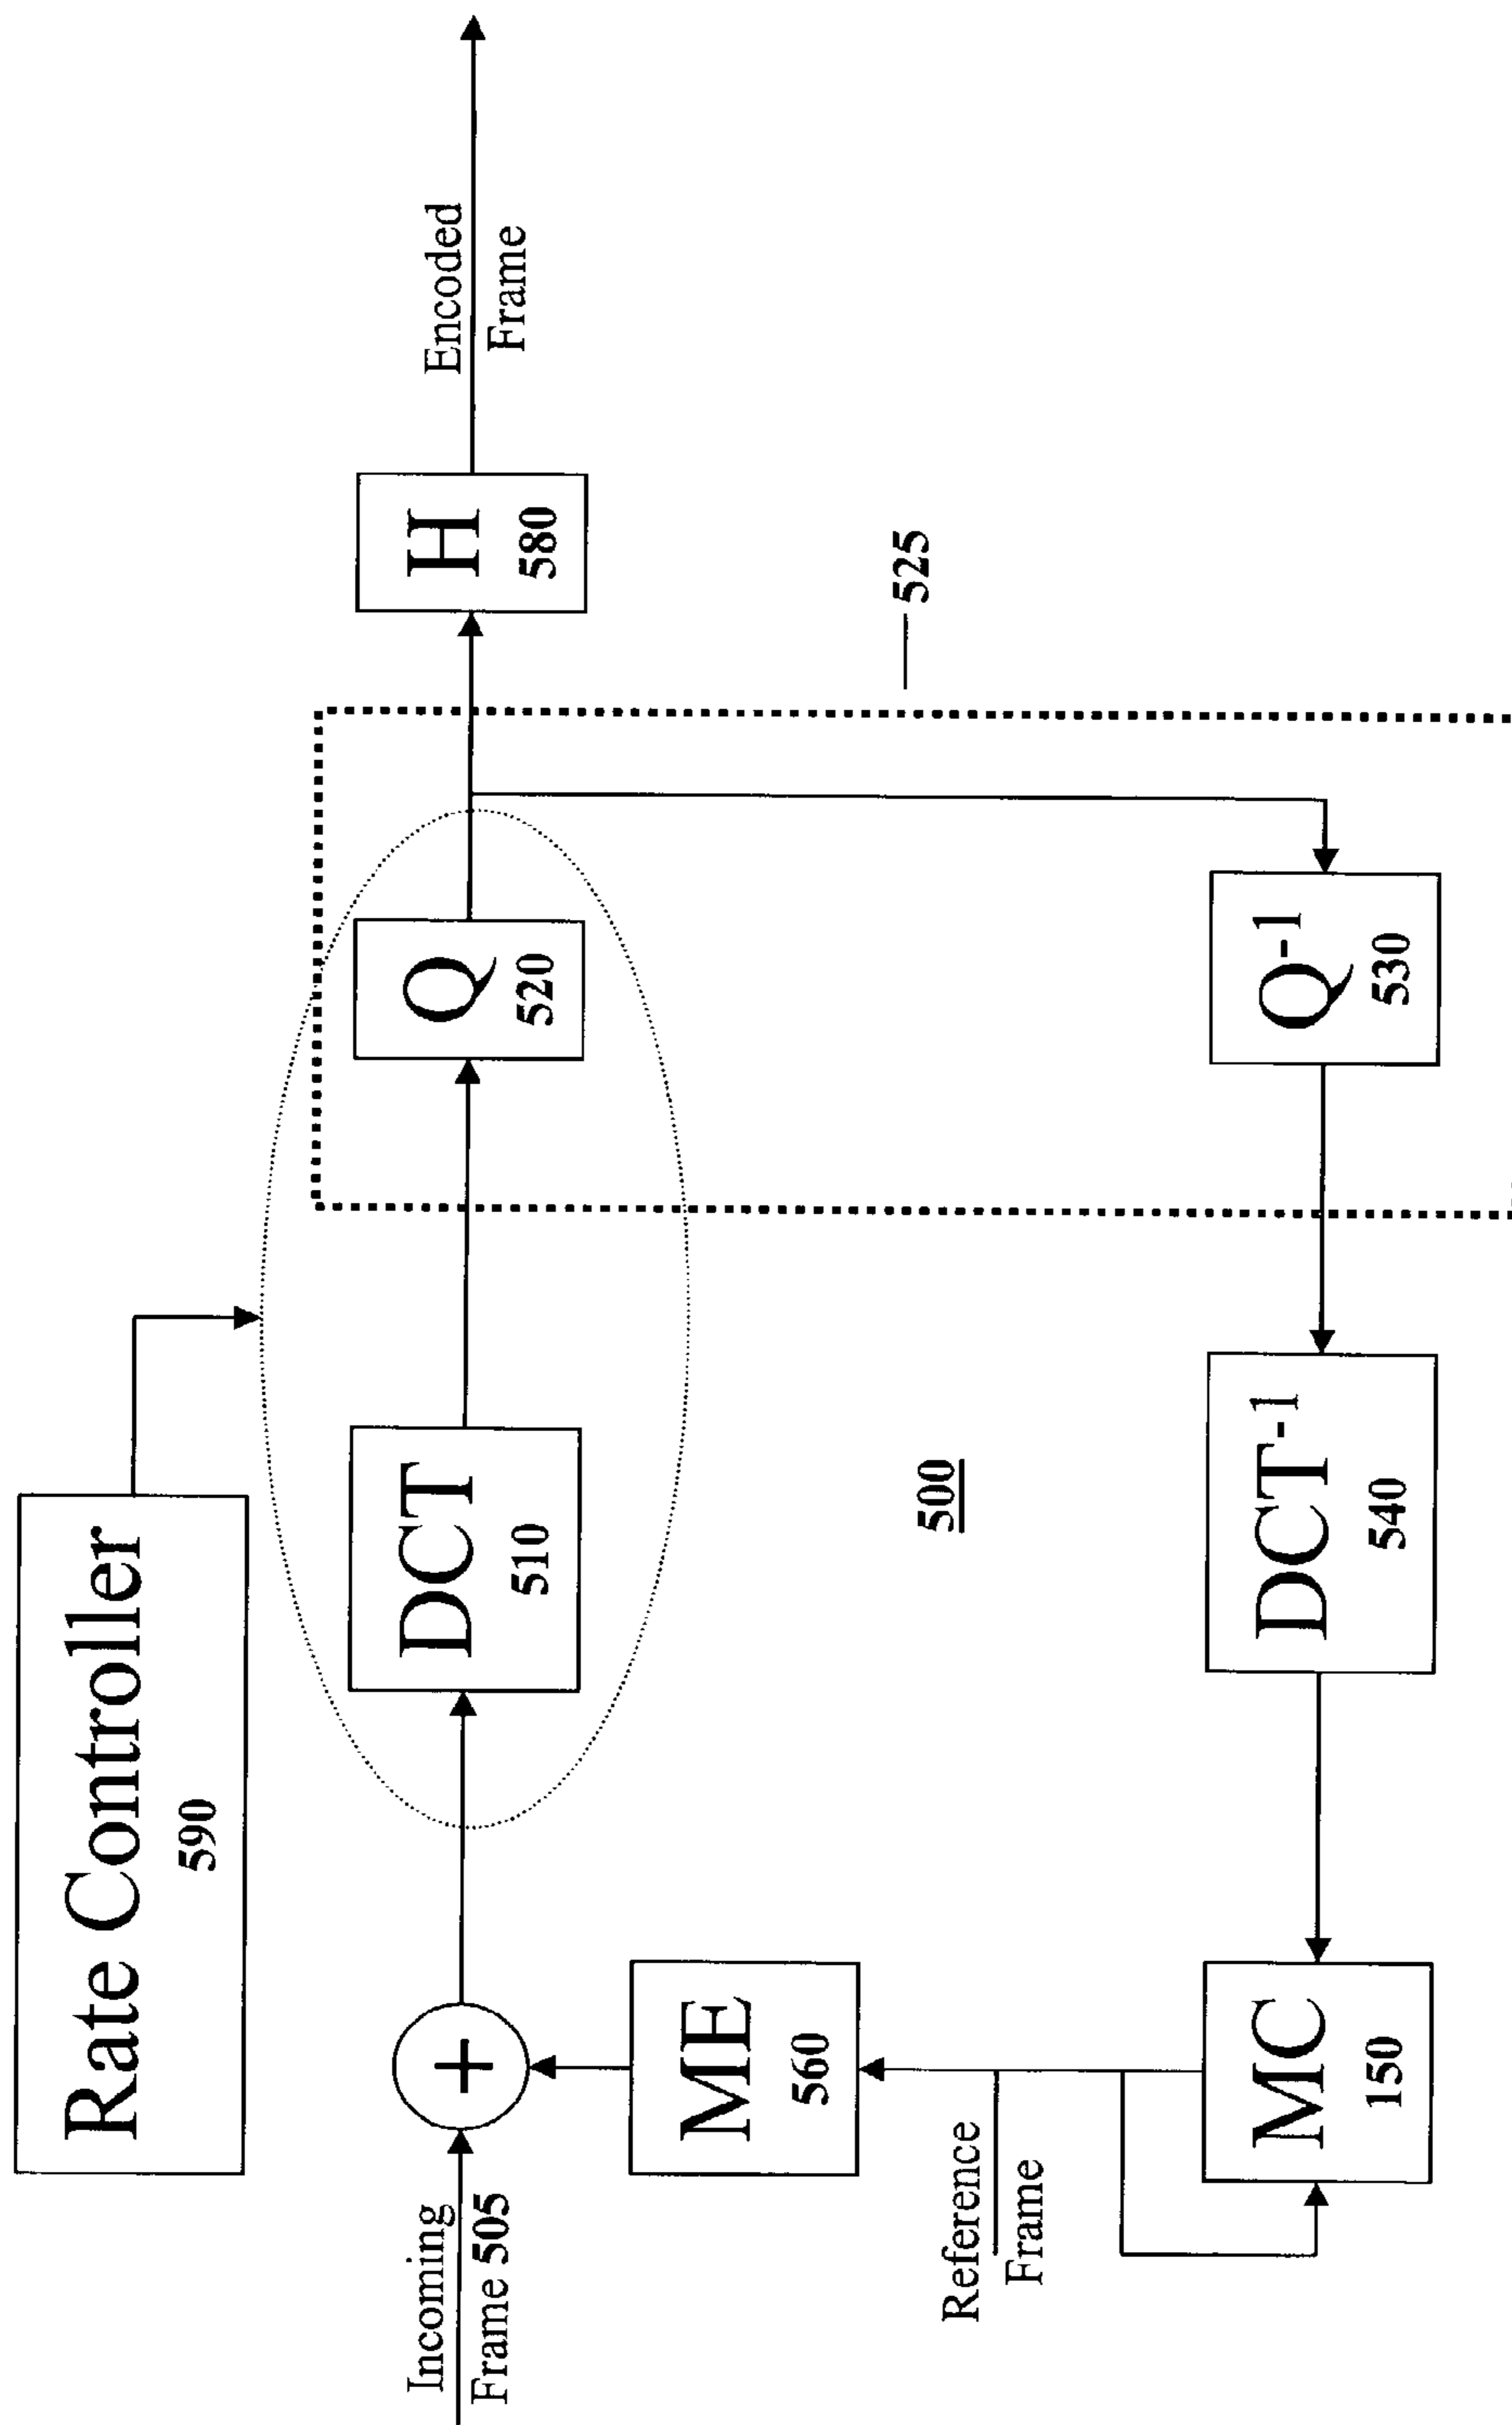 Rate Controller
590
Incoming
Frame 505
DCT
510
Q
520
H
580
Encoded
Frame
ME
560
500
525
Reference
Frame
MC
150
DCT-1
540
Q-1
530